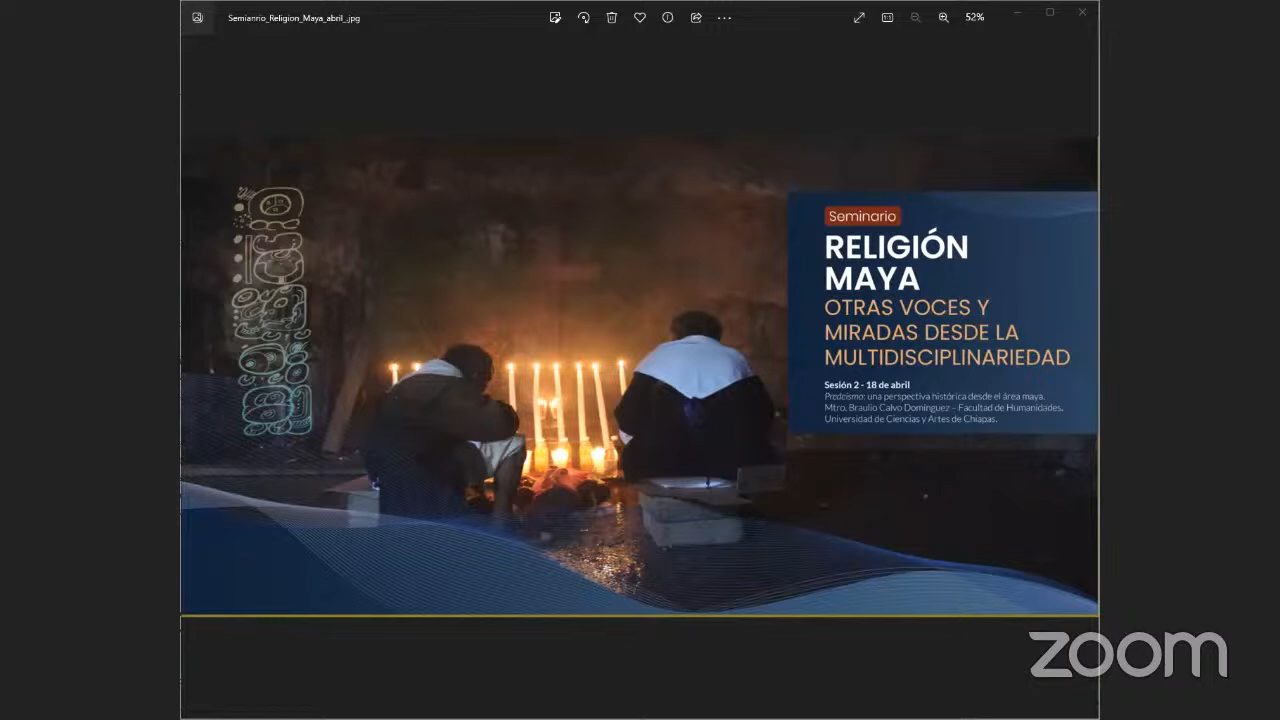 Semianrio_Religion_Maya_abril_.jpg
52%
Seminario
RELIGIÓN
MAYA
OTRAS VOCES Y
MIRADAS DESDE LA
MULTIDISCIPLINARIEDAD
Sesión 2 - 18 de abril
Predeísmo: una perspectiva histórica desde el área maya.
Mtro. Braulio Calvo Domínguez – Facultad de Humanidades.
Universidad de Ciencias y Artes de Chiapas.
zoom